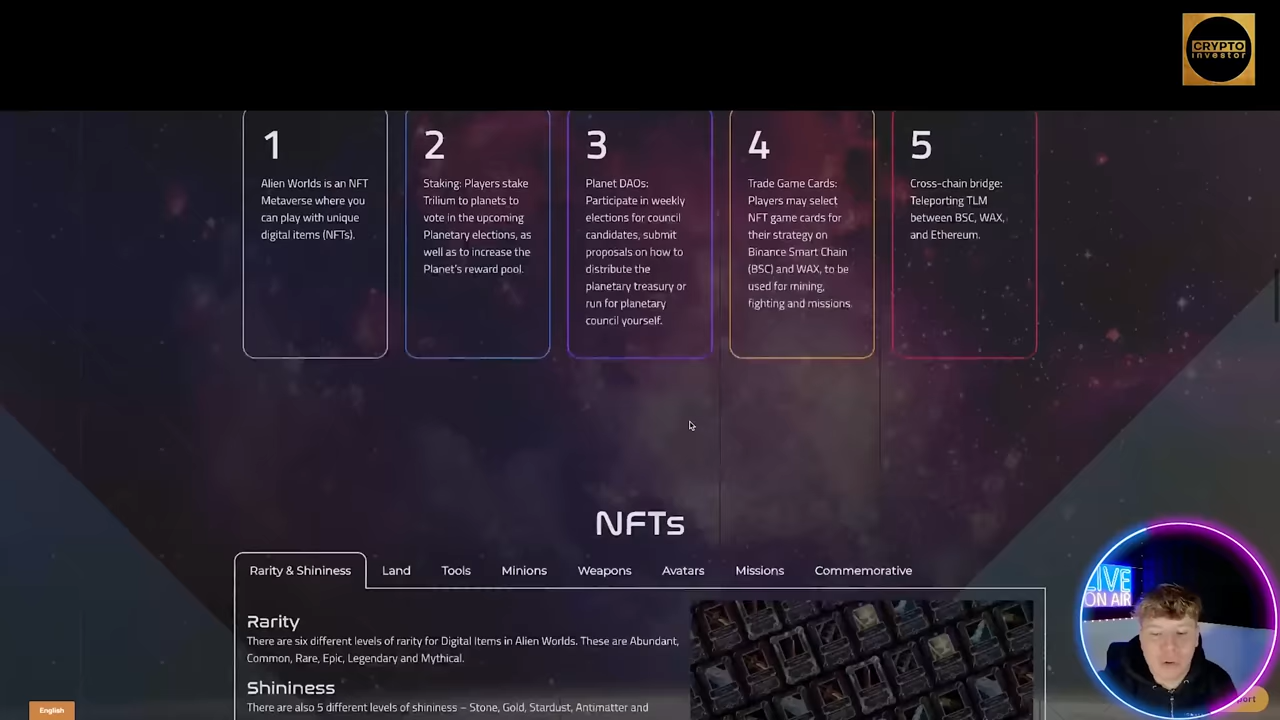 CRYPTO
investor
1
Alien Worlds is an NFT
Metaverse where you
can play with unique
digital items (NFTs).
2
Staking: Players stake
Trilium to planets to
vote in the upcoming
Planetary elections, as
well as to increase the
Planet's reward pool.
3
Planet DAOs:
Participate in weekly
elections for council
candidates, submit
proposals on how to
distribute the
planetary treasury or
run for planetary
council yourself.
4
Trade Game Cards:
Players may select
NFT game cards for
their strategy on
Binance Smart Chain
(BSC) and WAX, to be
used for mining,
fighting and missions.
5
Cross-chain bridge:
Teleporting TLM
between BSC, WAX,
and Ethereum.
NFTs
Rarity & Shininess Land Tools Minions Weapons Avatars Missions Commemorative
Rarity
There are six different levels of rarity for Digital Items in Alien Worlds. These are Abundant,
Common, Rare, Epic, Legendary and Mythical.
Shininess
There are also 5 different levels of shininess – Stone, Gold, Stardust, Antimatter and
LIVE
ON AIR
English